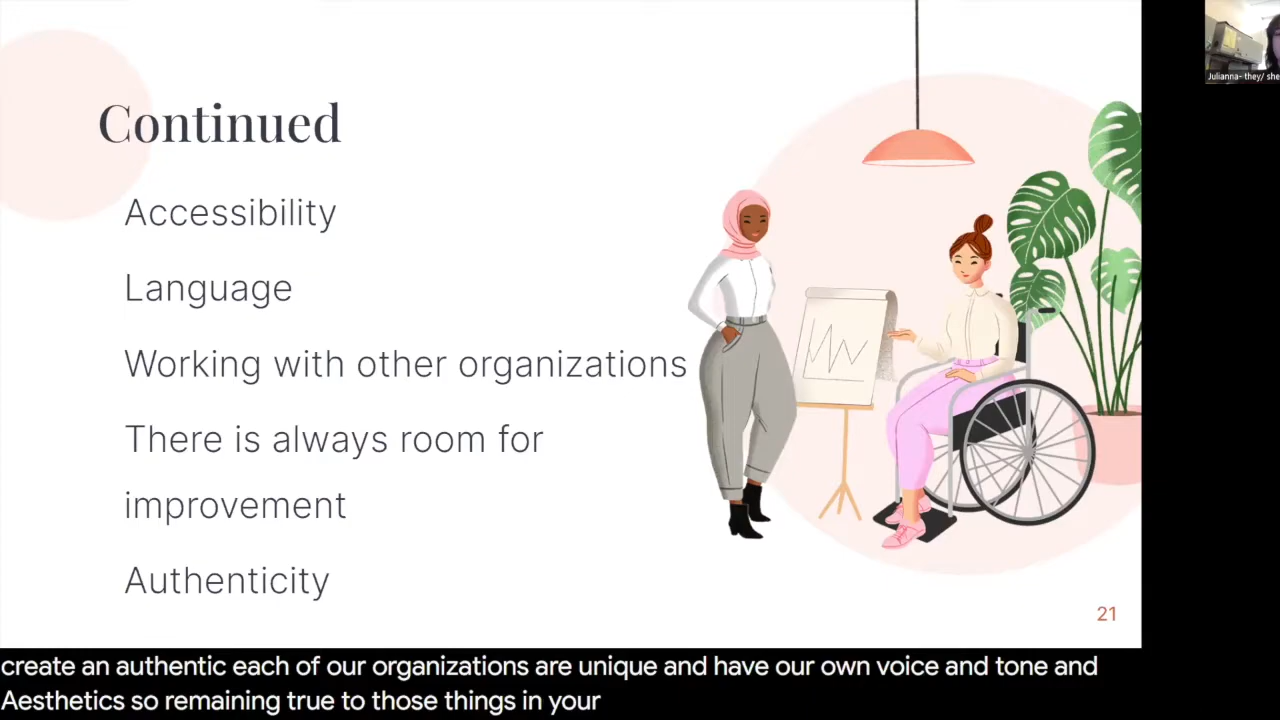 Continued
Accessibility
Language
Working with other organizations
There is always room for
improvement
Authenticity
21
Julianna- they/ she
create an authentic each of our organizations are unique and have our own voice and tone and
Aesthetics so remaining true to those things in your